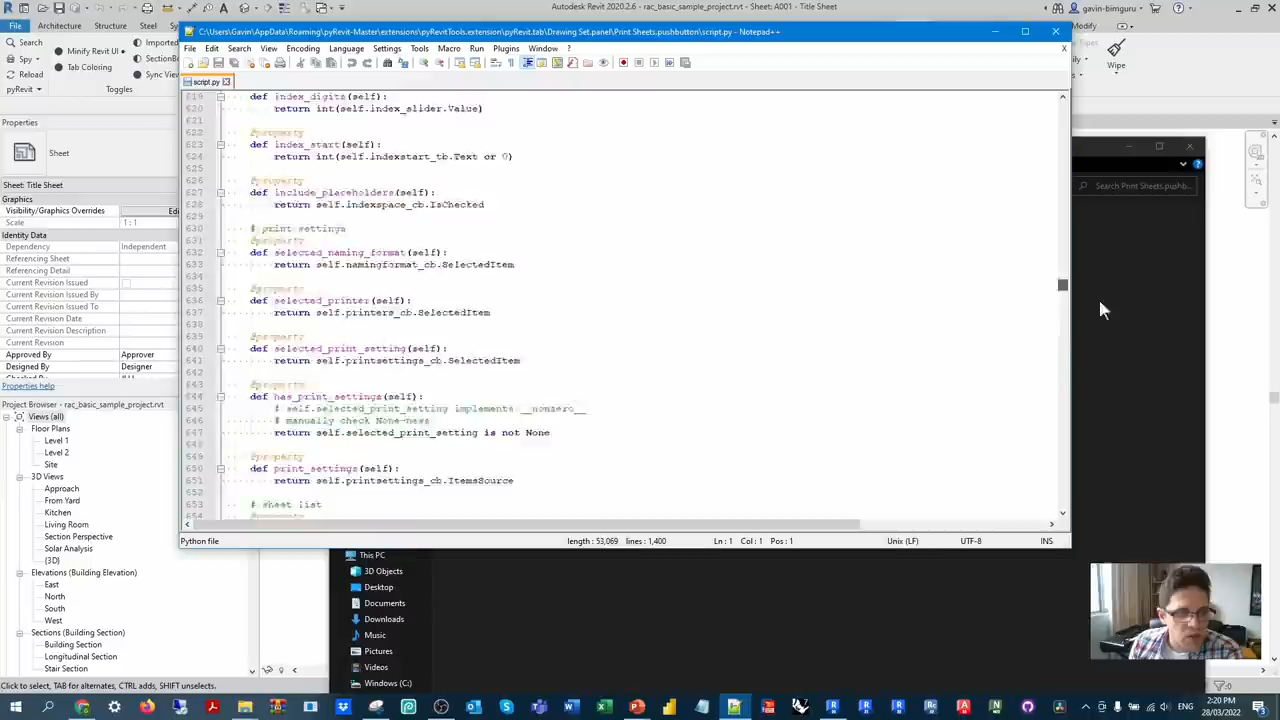 Autodesk Revit 2020.2.6 - rac_basic_sample_project.rvt - Sheet: A001 - Title Sheet
gavin-bimguru
File
Search
Spy
Reload
pyRevit
Minify Revit UI
Tab Coloring
Toggles
Wipe
C:\Users\Gavin\AppData\Roaming\pyRevit-Master\extensions\pyRevitTools.extension\pyRevit.tab\Drawing Set.panel\Print Sheets.pushbutton\script.py - Notepad++
File Edit Search View Encoding Language Settings Tools Macro Run Plugins Window ?
X
script.py
619 def index_digits(self):
620 return int(self.index_slider.Value)
621
622 @property
623 def index_start(self):
624 return int(self.indexstart_tb.Text or 0)
625
626 @property
627 def include_placeholders(self):
628 return self.indexspace_cb.IsChecked
629
630 # print settings
631 @property
632 def selected_naming_format(self):
633 return self.namingformat_cb.SelectedItem
634
635 @property
636 def selected_printer(self):
637 return self.printers_cb.SelectedItem
638
639 @property
640 def selected_print_setting(self):
641 return self.printsettings_cb.SelectedItem
642
643 @property
644 def has_print_settings(self):
645 # self.selected_print_setting implements __nonzero__
646 # manually check None-ness
647 return self.selected_print_setting is not None
648
649 @property
650 def print_settings(self):
651 return self.printsettings_cb.ItemsSource
652
653 # sheet list
654 @property
Python file length : 53,069 lines : 1,400 Ln : 1 Col : 1 Pos : 1 Unix (LF) UTF-8 INS
Properties
Sheet
Sheet: Title Sheet
Graphics
Visibility/Graphics Overrides Edi
Scale 1 : 1
Identity Data
Dependency Independent
Referencing Sheet
Referencing Detail
Current Revision Issued
Current Revision Issued By
Current Revision Issued To
Current Revision Date
Current Revision Description
Current Revision
Approved By Approver
Designed By Designer
Properties help
Project Browser - rac_basic_sample_project.rvt
Views (all)
Floor Plans
Level 1
Level 2
Site
3D Views
Approach
From Yard
Kitchen
Living Room
Section Perspective
Solar Analysis
{3D}
Elevations (Building Elevation)
East
North
South
West
Sections (Building Section)
Building Section
Longitudinal Section
Stair Section
Search Print Sheets.pushb...
This PC
3D Objects
Desktop
Documents
Downloads
Music
Pictures
Videos
Windows (C:)
Click to select, TAB for alternates, CTRL adds, SHIFT unselects.
:0
2:20 PM
28/03/2022